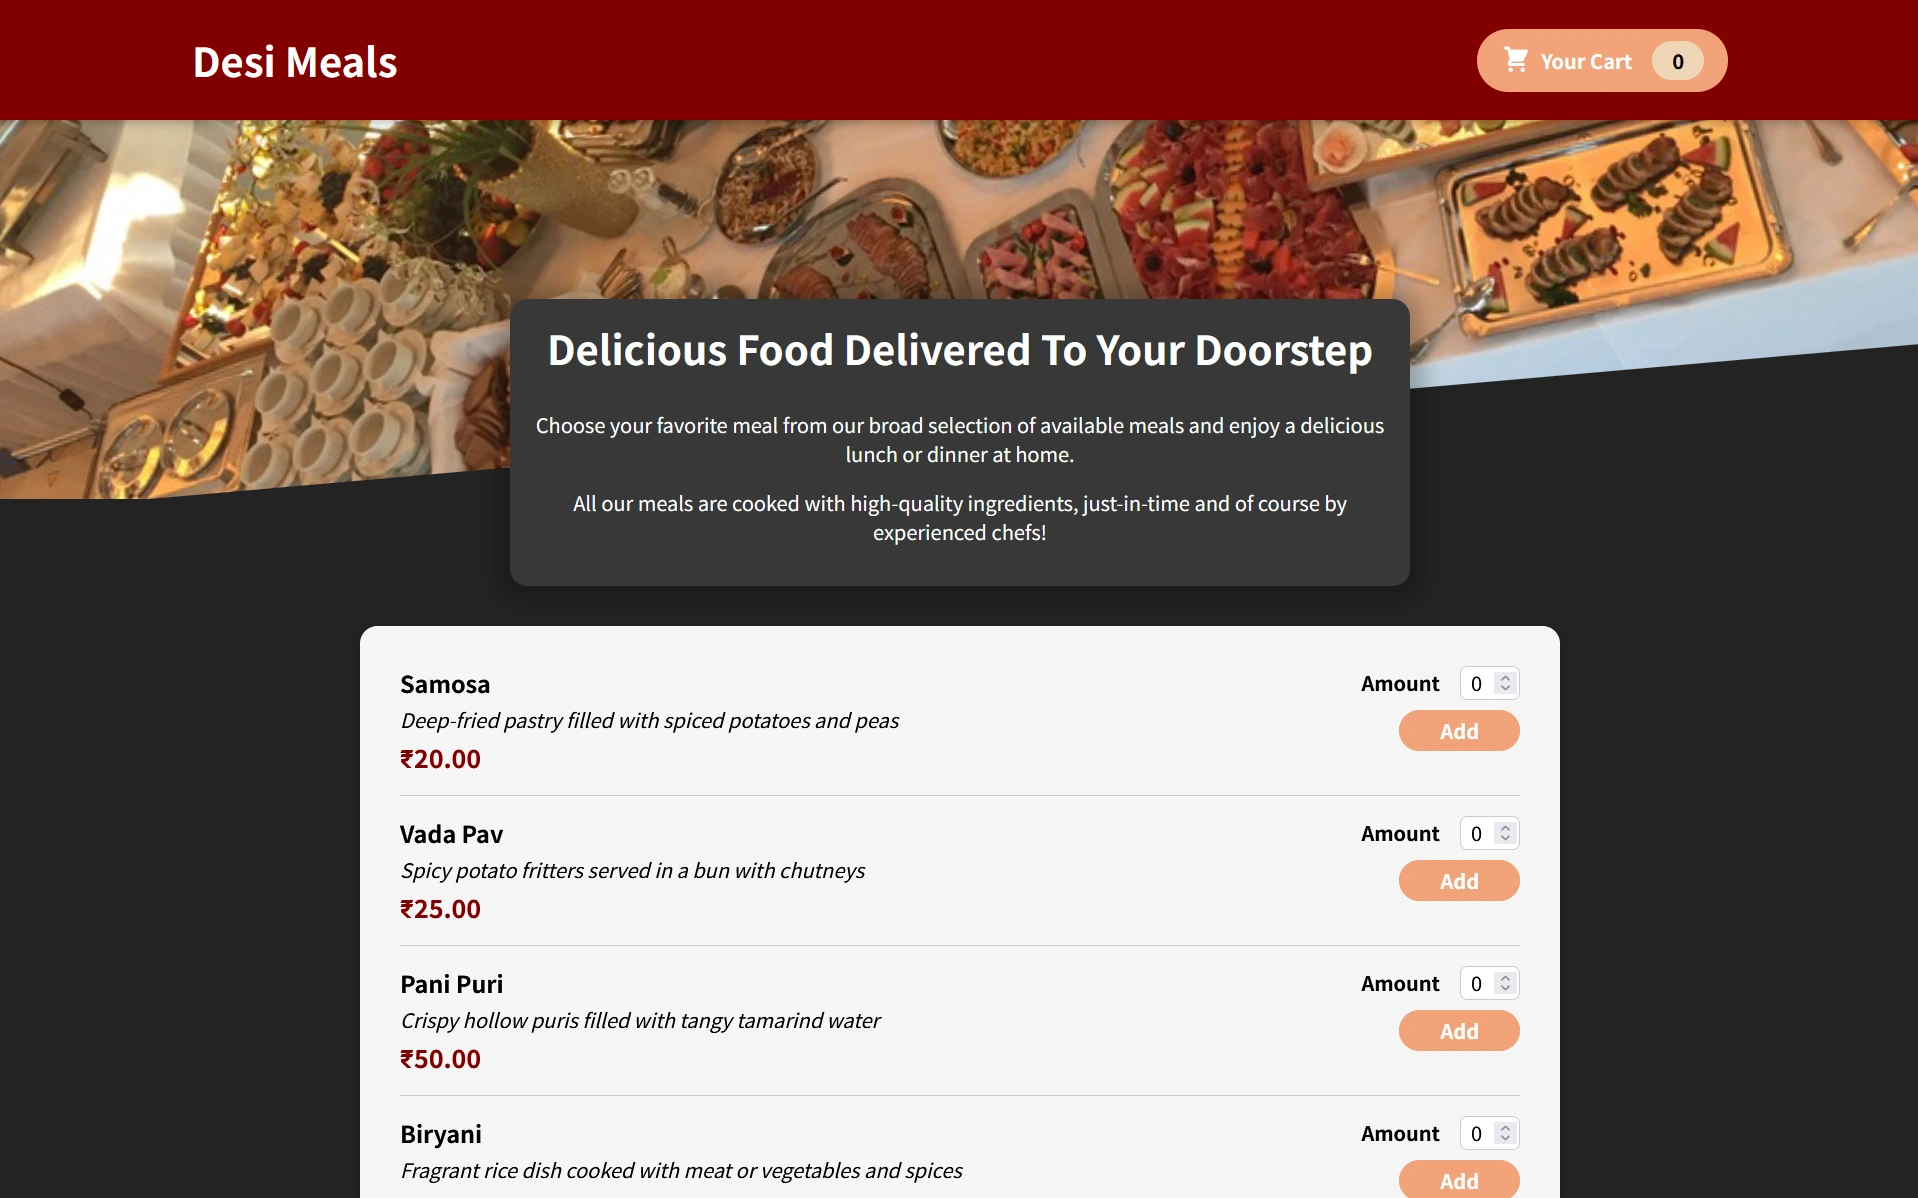 Desi Meals
Your Cart 0
Delicious Food Delivered To Your Doorstep
Choose your favorite meal from our broad selection of available meals and enjoy a delicious
lunch or dinner at home.
All our meals are cooked with high-quality ingredients, just-in-time and of course by
experienced chefs!
Samosa
Deep-fried pastry filled with spiced potatoes and peas
₹20.00
Amount 0
Add
Vada Pav
Spicy potato fritters served in a bun with chutneys
₹25.00
Amount 0
Add
Pani Puri
Crispy hollow puris filled with tangy tamarind water
₹50.00
Amount 0
Add
Biryani
Fragrant rice dish cooked with meat or vegetables and spices
Amount 0
Add